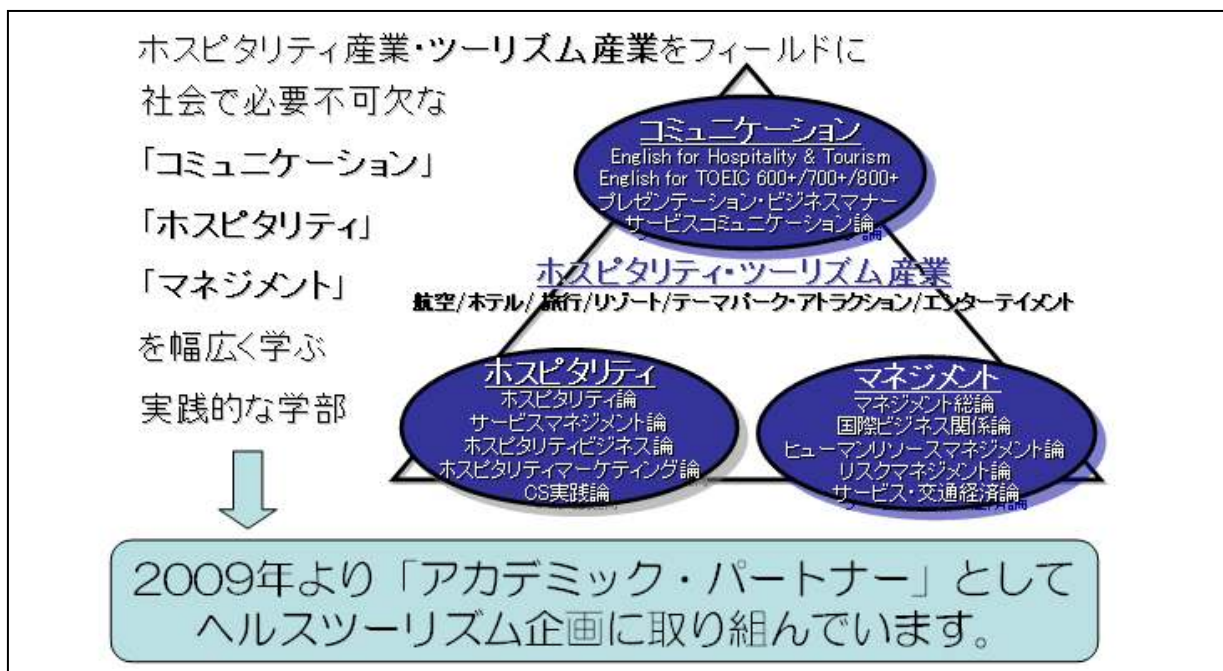 ホスピタリティ産業・ツーリズム産業をフィールドに
社会で必要不可欠な
「コミュニケーション」
「ホスピタリティ」
「マネジメント」
を幅広く学ぶ
実践的な学部
コミュニケーション
English for Hospitality & Tourism
English for TOEIC 600+/700+/800+
プレゼンテーション・ビジネスマナー
サービスコミュニケーション論
ホスピタリティ・ツーリズム産業
航空/ホテル/旅行/リゾート/テーマパーク・アトラクション/エンターテイメント
ホスピタリティ
ホスピタリティ論
サービスマネジメント論
ホスピタリティビジネス論
ホスピタリティマーケティング論
CS実践論
マネジメント
マネジメント総論
国際ビジネス関係論
ヒューマンリソースマネジメント論
リスクマネジメント論
サービス・交通経済論
2009年より「アカデミック・パートナー」として
ヘルスツーリズム企画に取り組んでいます。